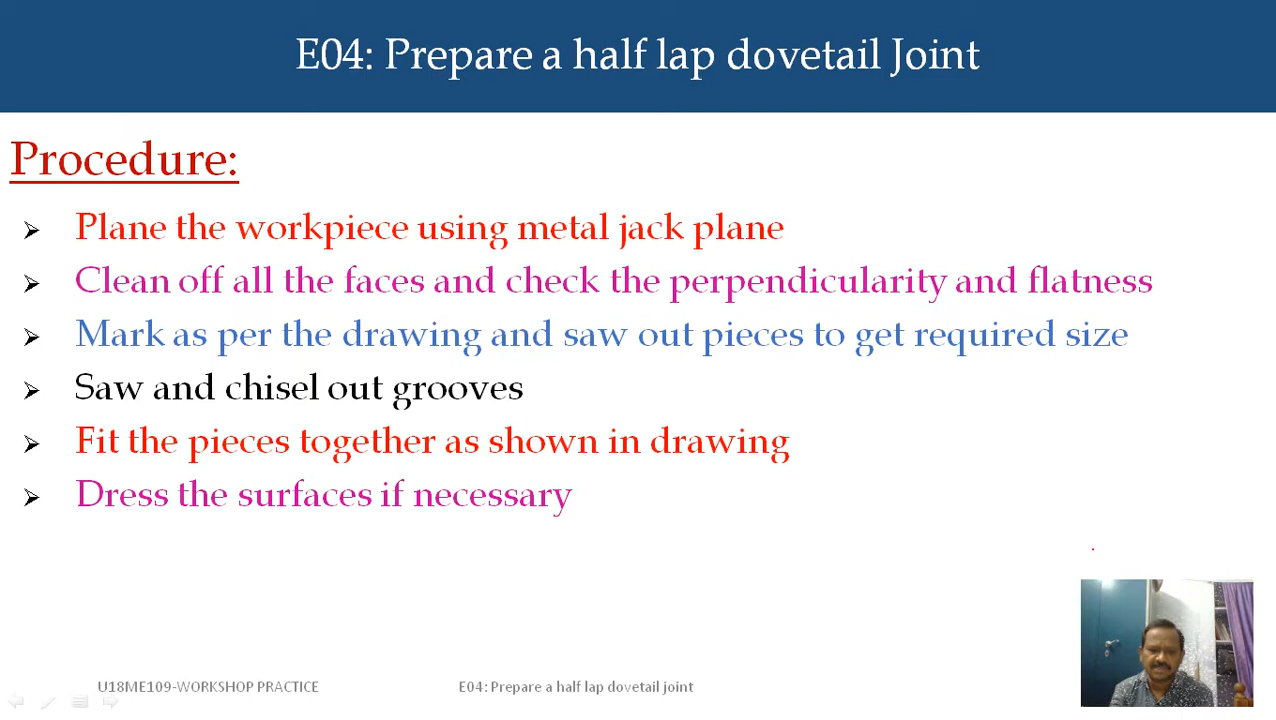 E04: Prepare a half lap dovetail Joint
Procedure:
Plane the workpiece using metal jack plane
Clean off all the faces and check the perpendicularity and flatness
Mark as per the drawing and saw out pieces to get required size
Saw and chisel out grooves
Fit the pieces together as shown in drawing
Dress the surfaces if necessary
U18ME109-WORKSHOP PRACTICE
E04: Prepare a half lap dovetail joint